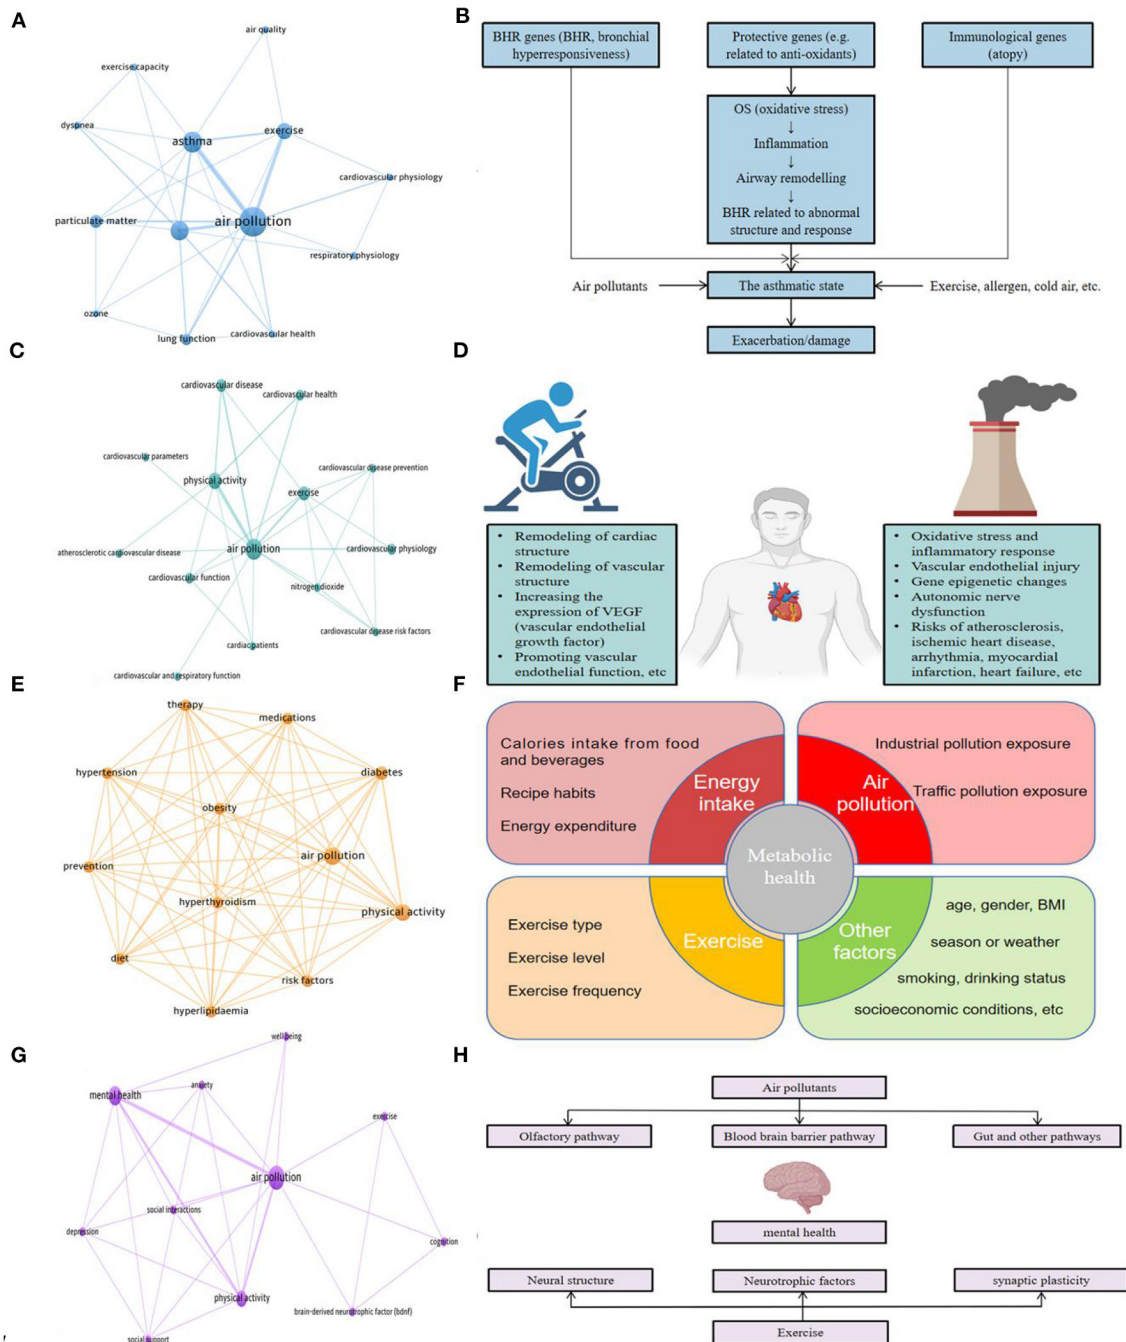 A
air quality
exercise capacity
dyspnea
asthma
exercise
cardiovascular physiology
particulate matter
air pollution
respiratory physiology
ozone
lung function
cardiovascular health
B
BHR genes (BHR, bronchial
hyperresponsiveness)
Protective genes (e.g.
related to anti-oxidants)
Immunological genes
(atopy)
OS (oxidative stress)
↓
Inflammation
↓
Airway remodelling
↓
BHR related to abnormal
structure and response
Air pollutants
The asthmatic state
Exercise, allergen, cold air, etc.
Exacerbation/damage
C
cardiovascular disease
cardiovascular health
cardiovascular parameters
physical activity
exercise
cardiovascular disease prevention
air pollution
atherosclerotic cardiovascular disease
cardiovascular physiology
cardiovascular function
nitrogen dioxide
cardiac patients
cardiovascular disease risk factors
cardiovascular and respiratory function
D
• Remodeling of cardiac
structure
• Remodeling of vascular
structure
• Increasing the
expression of VEGF
(vascular endothelial
growth factor)
• Promoting vascular
endothelial function, etc
• Oxidative stress and
inflammatory response
• Vascular endothelial injury
• Gene epigenetic changes
• Autonomic nerve
dysfunction
• Risks of atherosclerosis,
ischemic heart disease,
arrhythmia, myocardial
infarction, heart failure, etc
E
therapy
medications
hypertension
diabetes
obesity
air pollution
prevention
hyperthyroidism
physical activity
diet
risk factors
hyperlipidaemia
F
Calories intake from food
and beverages
Recipe habits
Energy expenditure
Energy
intake
Air
pollution
Industrial pollution exposure
Traffic pollution exposure
Metabolic
health
Exercise type
Exercise level
Exercise frequency
Exercise
Other
factors
age, gender, BMI
season or weather
smoking, drinking status
socioeconomic conditions, etc
G
well-being
mental health
anxiety
exercise
air pollution
social interactions
depression
cognition
physical activity
brain-derived neurotrophic factor (bdnf)
social support
H
Air pollutants
Olfactory pathway
Blood brain barrier pathway
Gut and other pathways
mental health
Neural structure
Neurotrophic factors
synaptic plasticity
Exercise